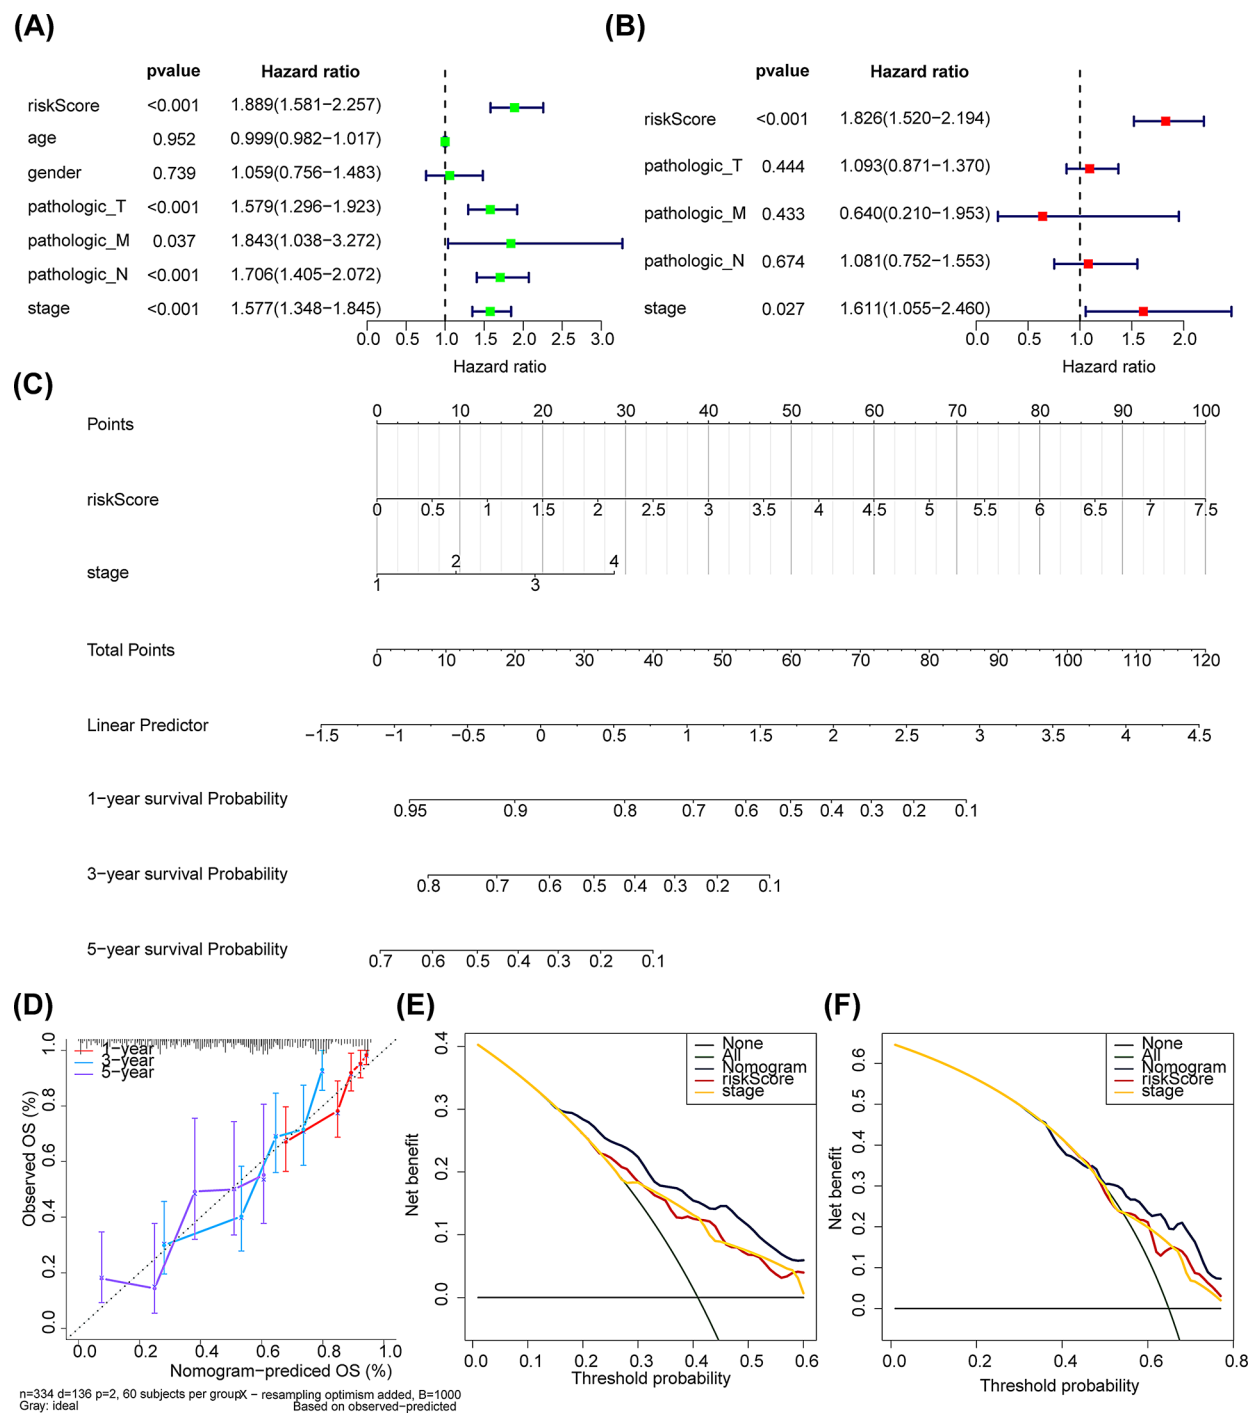 (A)
pvalue Hazard ratio
riskScore <0.001 1.889(1.581−2.257)
age 0.952 0.999(0.982−1.017)
gender 0.739 1.059(0.756−1.483)
pathologic_T <0.001 1.579(1.296−1.923)
pathologic_M 0.037 1.843(1.038−3.272)
pathologic_N <0.001 1.706(1.405−2.072)
stage <0.001 1.577(1.348−1.845)
0.0 0.5 1.0 1.5 2.0 2.5 3.0
Hazard ratio
(B)
pvalue Hazard ratio
riskScore <0.001 1.826(1.520−2.194)
pathologic_T 0.444 1.093(0.871−1.370)
pathologic_M 0.433 0.640(0.210−1.953)
pathologic_N 0.674 1.081(0.752−1.553)
stage 0.027 1.611(1.055−2.460)
0.0 0.5 1.0 1.5 2.0
Hazard ratio
(C)
0 10 20 30 40 50 60 70 80 90 100
Points
riskScore
0 0.5 1 1.5 2 2.5 3 3.5 4 4.5 5 5.5 6 6.5 7 7.5
2 4
stage
1 3
Total Points
0 10 20 30 40 50 60 70 80 90 100 110 120
Linear Predictor
−1.5 −1 −0.5 0 0.5 1 1.5 2 2.5 3 3.5 4 4.5
1−year survival Probability
0.95 0.9 0.8 0.7 0.6 0.5 0.4 0.3 0.2 0.1
3−year survival Probability
0.8 0.7 0.6 0.5 0.4 0.3 0.2 0.1
5−year survival Probability
0.7 0.6 0.5 0.4 0.3 0.2 0.1
(D)
1−year
3−year
5−year
Observed OS (%)
0.0 0.2 0.4 0.6 0.8 1.0
0.0 0.2 0.4 0.6 0.8 1.0
Nomogram−prediced OS (%)
n=334 d=136 p=2, 60 subjects per group
Gray: ideal
X − resampling optimism added, B=1000
Based on observed−predicted
(E)
None
All
Nomogram
riskScore
stage
Net benefit
0.0 0.1 0.2 0.3 0.4
0.0 0.1 0.2 0.3 0.4 0.5 0.6
Threshold probability
(F)
None
All
Nomogram
riskScore
stage
Net benefit
0.0 0.1 0.2 0.3 0.4 0.5 0.6
0.0 0.2 0.4 0.6 0.8
Threshold probability